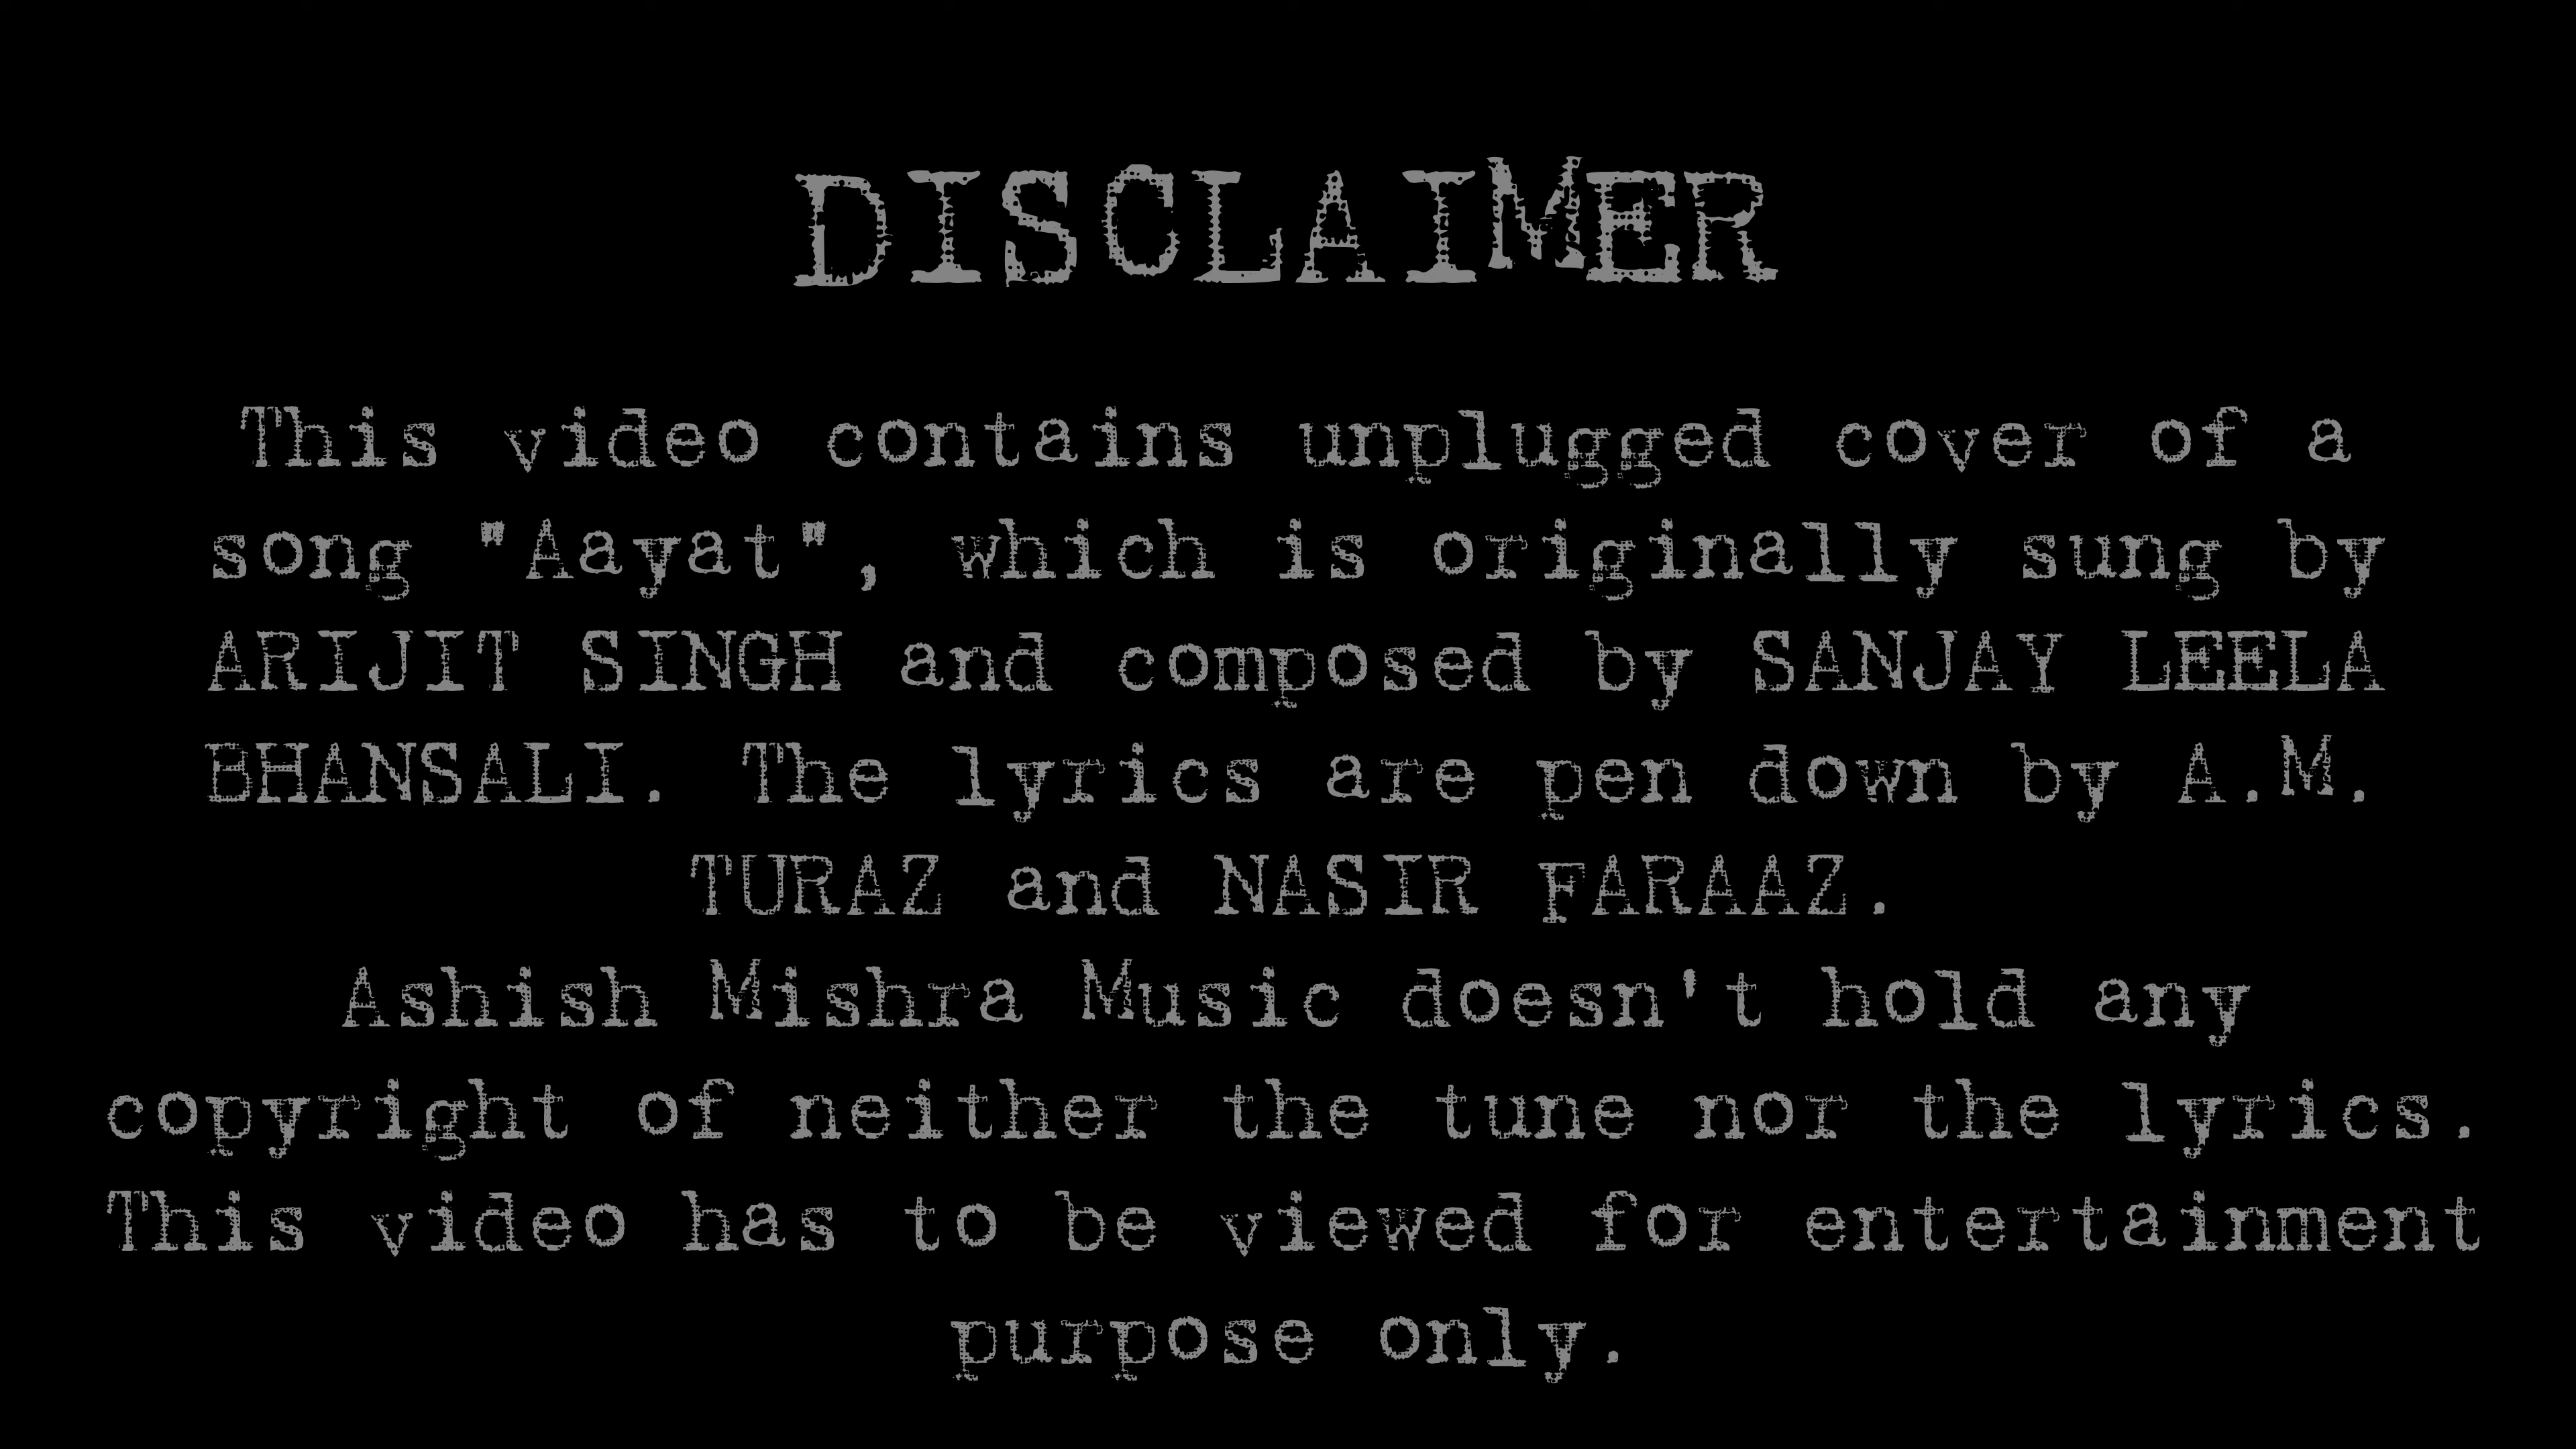 DISCLAIMER
This video contains unplugged cover of a
song "Aayat", which is originally sung by
ARIJIT SINGH and composed by SANJAY LEELA
BHANSALI. The lyrics are pen down by A.M.
TURAZ and NASIR FARAAZ.
Ashish Mishra Music doesn't hold any
copyright of neither the tune nor the lyrics.
This video has to be viewed for entertainment
purpose only.